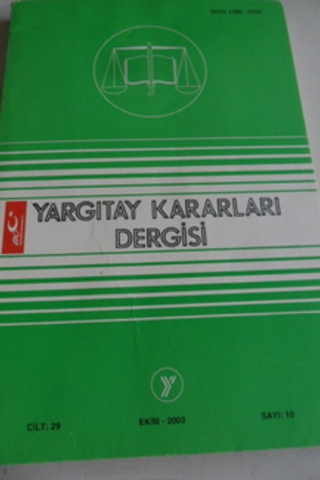 YARGITAY KARARLARI
DERGİSİ
CİLT: 29
EKİM - 2003
SAYI: 10